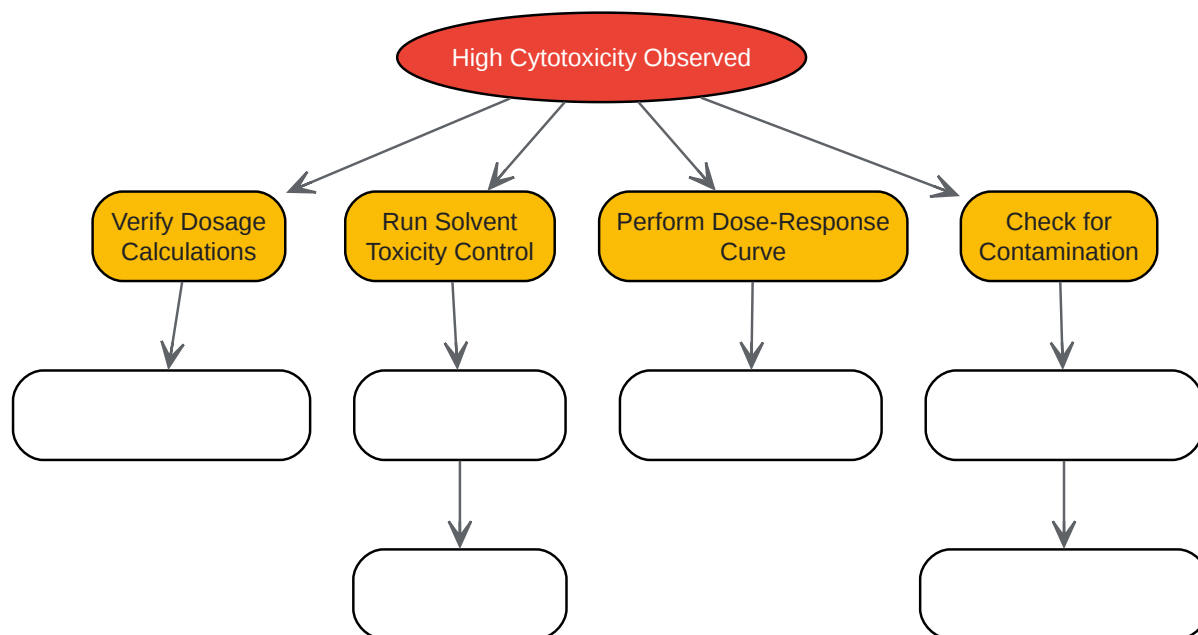 High Cytotoxicity Observed
Verify Dosage
Calculations
Run Solvent
Toxicity Control
Perform Dose-Response
Curve
Check for
Contamination